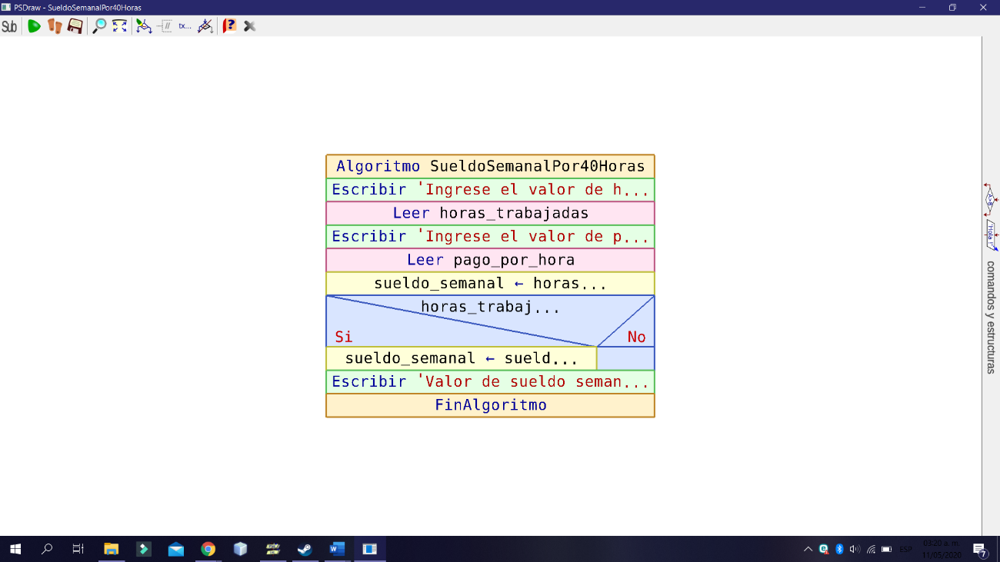 PSDraw - SueldoSemanalPor40Horas
Sub
//
tx...
?
Algoritmo SueldoSemanalPor40Horas
Escribir 'Ingrese el valor de h...
Leer horas_trabajadas
Escribir 'Ingrese el valor de p...
Leer pago_por_hora
sueldo_semanal ← horas...
horas_trabaj...
Si
No
sueldo_semanal ← sueld...
Escribir 'Valor de sueldo seman...
FinAlgoritmo
A>B
'Hola !'
comandos y estructuras
ESP
03:20 a. m.
11/05/2020
7